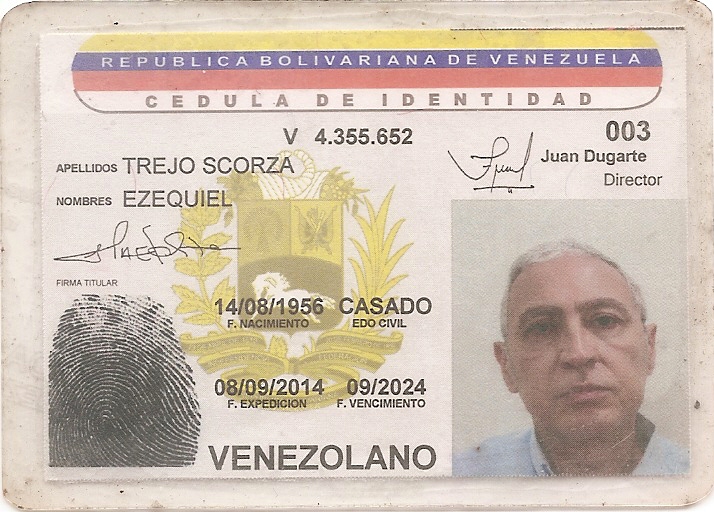 REPUBLICA BOLIVARIANA DE VENEZUELA
CEDULA DE IDENTIDAD
V 4.355.652
003
Juan Dugarte
Director
APELLIDOS TREJO SCORZA
NOMBRES EZEQUIEL
FIRMA TITULAR
14/08/1956 CASADO
F. NACIMIENTO EDO CIVIL
08/09/2014 09/2024
F. EXPEDICION F. VENCIMIENTO
VENEZOLANO